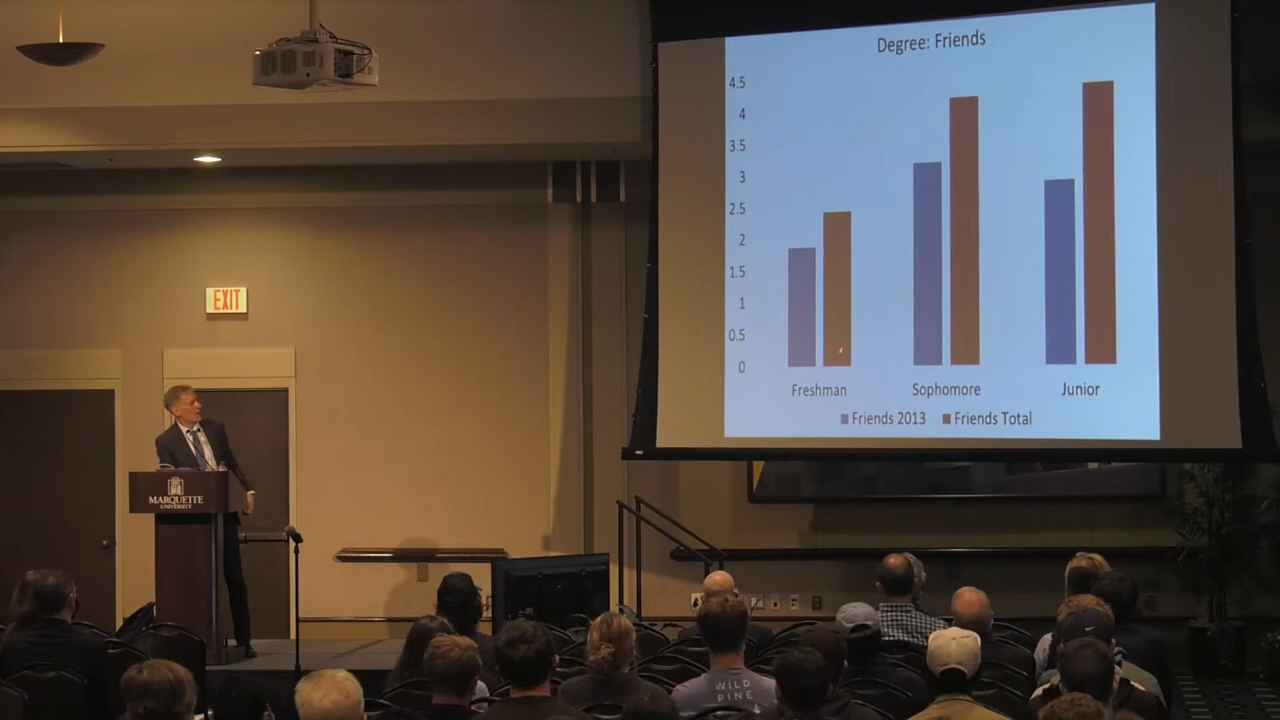 Degree: Friends
4.5
4
3.5
3
2.5
2
1.5
1
0.5
0
Freshman Sophomore Junior
Friends 2013 Friends Total
EXIT
MARQUETTE
UNIVERSITY
WILD
PINE